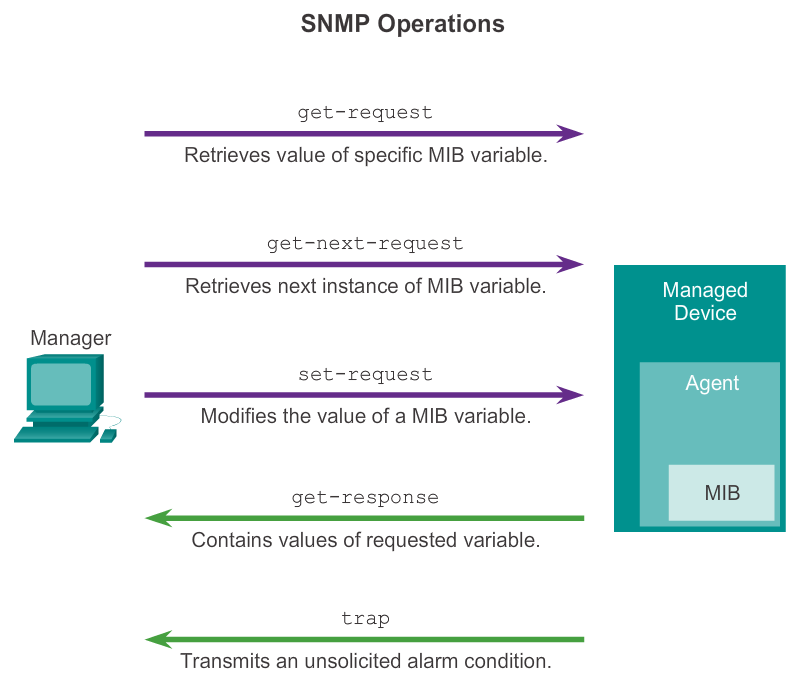 SNMP Operations
get-request
Retrieves value of specific MIB variable.
get-next-request
Retrieves next instance of MIB variable.
Managed
Device
Manager
set-request
Modifies the value of a MIB variable.
Agent
get-response
Contains values of requested variable.
MIB
trap
Transmits an unsolicited alarm condition.